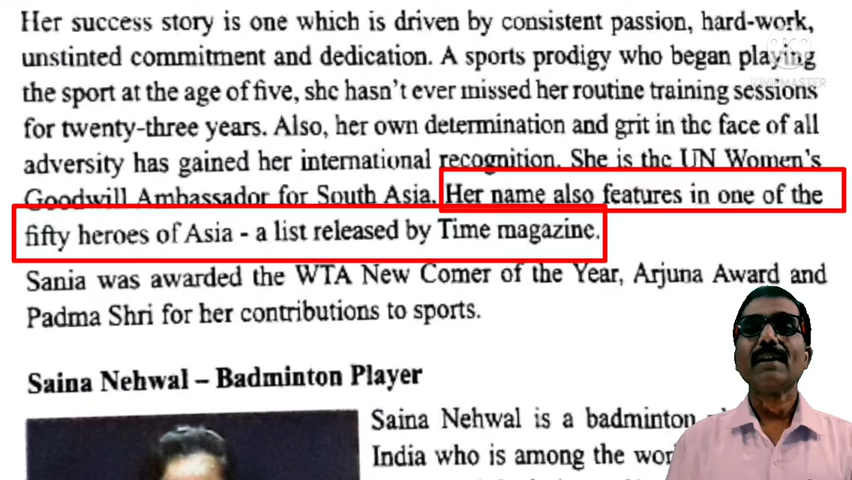 Her success story is one which is driven by consistent passion, hard-work,
unstinted commitment and dedication. A sports prodigy who began playing
the sport at the age of five, she hasn't ever missed her routine training sessions
for twenty-three years. Also, her own determination and grit in the face of all
adversity has gained her international recognition. She is the UN Women's
Goodwill Ambassador for South Asia. Her name also features in one of the
fifty heroes of Asia - a list released by Time magazine.
Sania was awarded the WTA New Comer of the Year, Arjuna Award and
Padma Shri for her contributions to sports.
Saina Nehwal – Badminton Player
Saina Nehwal is a badminton
India who is among the